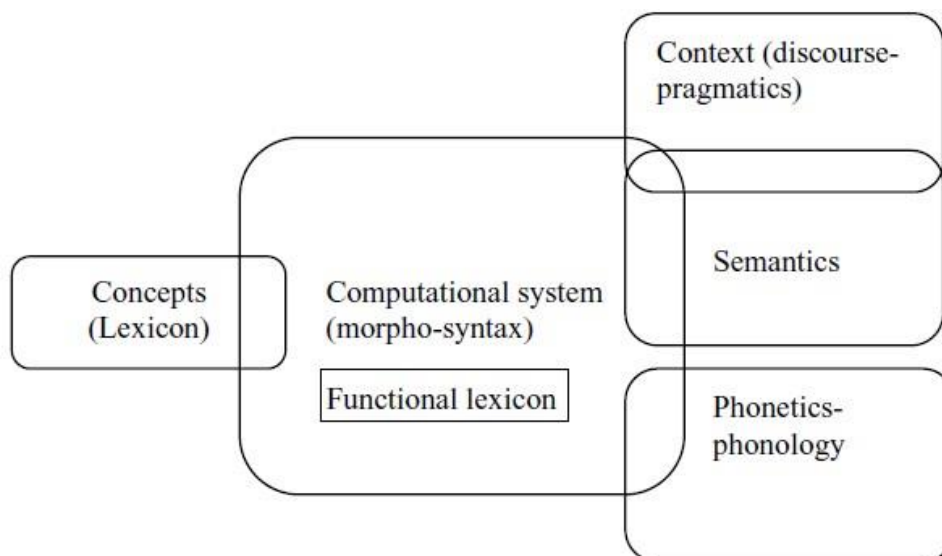 Context (discourse-
pragmatics)
Concepts
(Lexicon)
Computational system
(morpho-syntax)
Functional lexicon
Semantics
Phonetics-
phonology